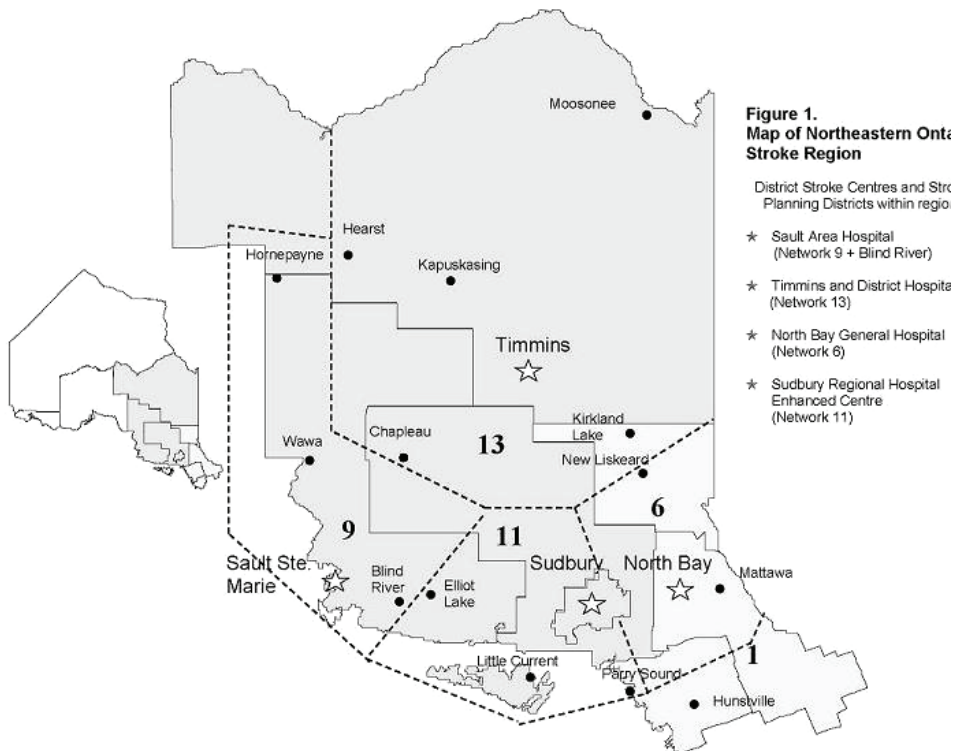 Moosonee
Figure 1.
Map of Northeastern Onta
Stroke Region
District Stroke Centres and Stro
Planning Districts within regio
Sault Area Hospital
(Network 9 + Blind River)
Timmins and District Hospita
(Network 13)
North Bay General Hospital
(Network 6)
Sudbury Regional Hospital
Enhanced Centre
(Network 11)
Hearst
Hornepayne
Kapuskasing
Timmins
Kirkland
Lake
Chapleau
13
Wawa
New Liskeard
6
9
11
Sault Ste.
Marie
Blind
River
Elliot
Lake
Sudbury
North Bay
Mattawa
Little Current
Parry Sound
1
Hunstville